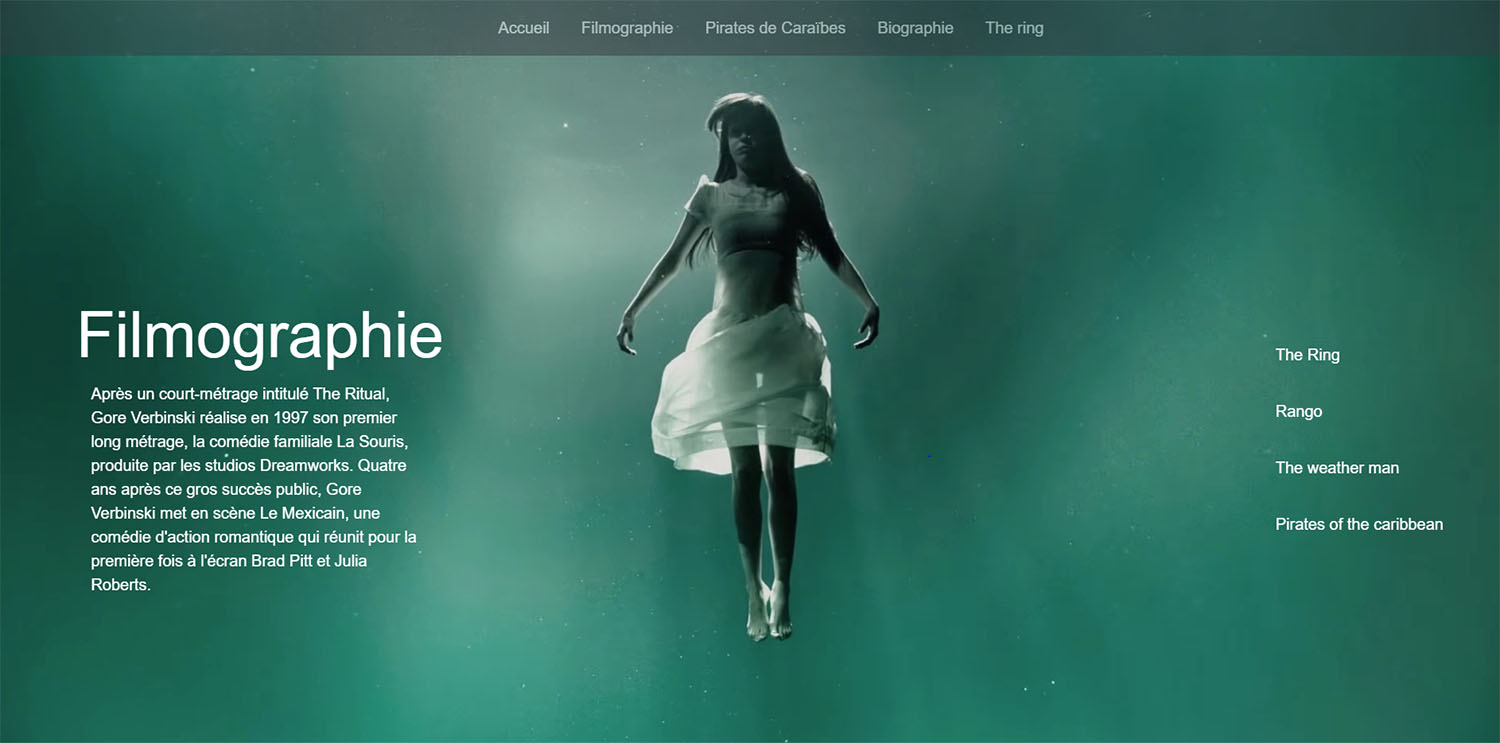 Accueil Filmographie Pirates de Caraïbes Biographie The ring
Filmographie
Après un court-métrage intitulé The Ritual,
Gore Verbinski réalise en 1997 son premier
long métrage, la comédie familiale La Souris,
produite par les studios Dreamworks. Quatre
ans après ce gros succès public, Gore
Verbinski met en scène Le Mexicain, une
comédie d'action romantique qui réunit pour la
première fois à l'écran Brad Pitt et Julia
Roberts.
The Ring
Rango
The weather man
Pirates of the caribbean